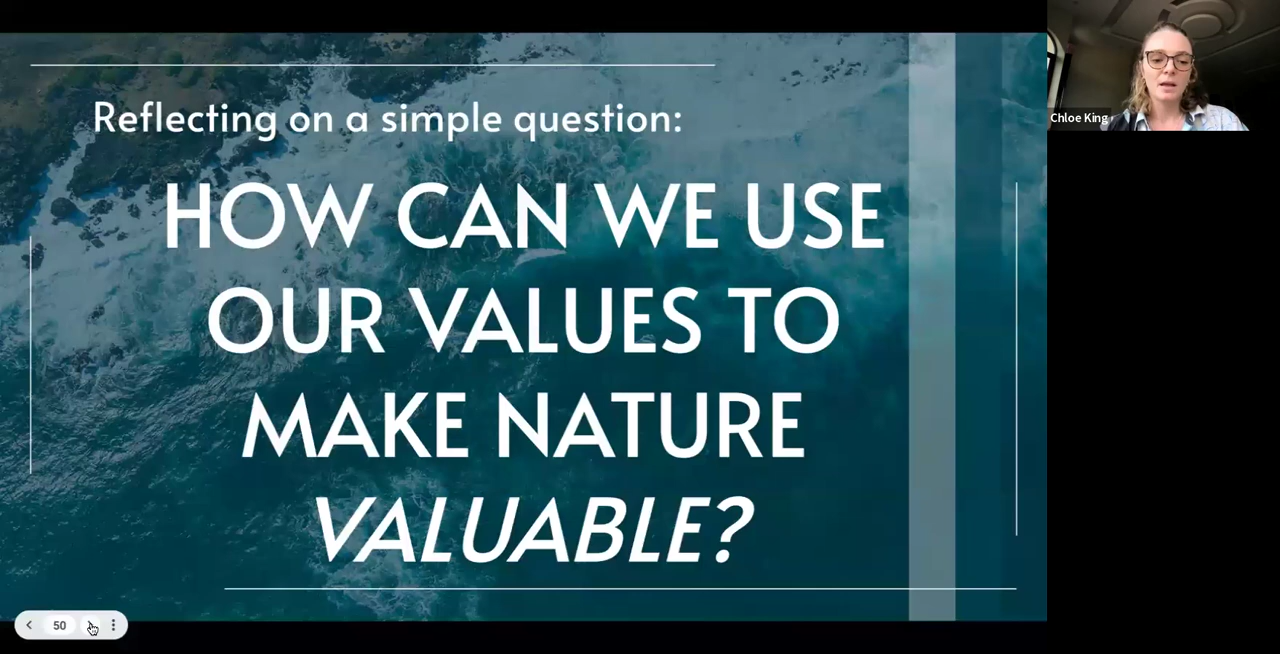 Reflecting on a simple question:
HOW CAN WE USE
OUR VALUES TO
MAKE NATURE
VALUABLE?
Chloe King
50